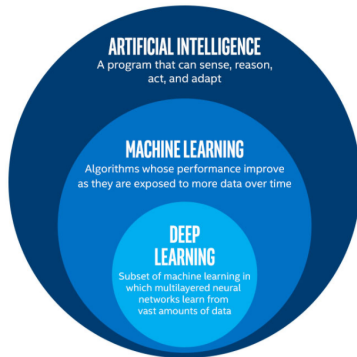 ARTIFICIAL INTELLIGENCE
A program that can sense, reason,
act, and adapt
MACHINE LEARNING
Algorithms whose performance improve
as they are exposed to more data over time
DEEP
LEARNING
Subset of machine learning in
which multilayered neural
networks learn from
vast amounts of data